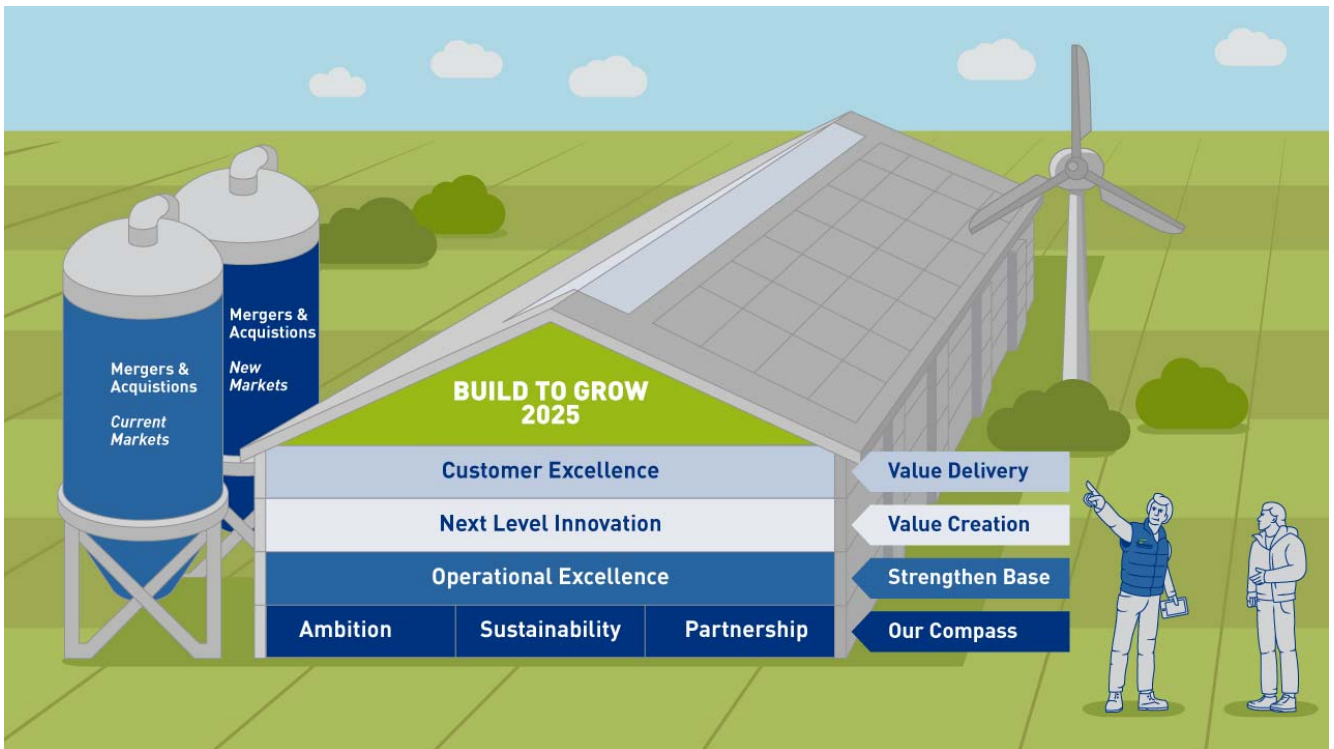 Mergers &
Acquistions
New
Markets
Mergers &
Acquistions
Current
Markets
BUILD TO GROW
2025
Customer Excellence
Value Delivery
Next Level Innovation
Value Creation
Operational Excellence
Strengthen Base
Ambition
Sustainability
Partnership
Our Compass